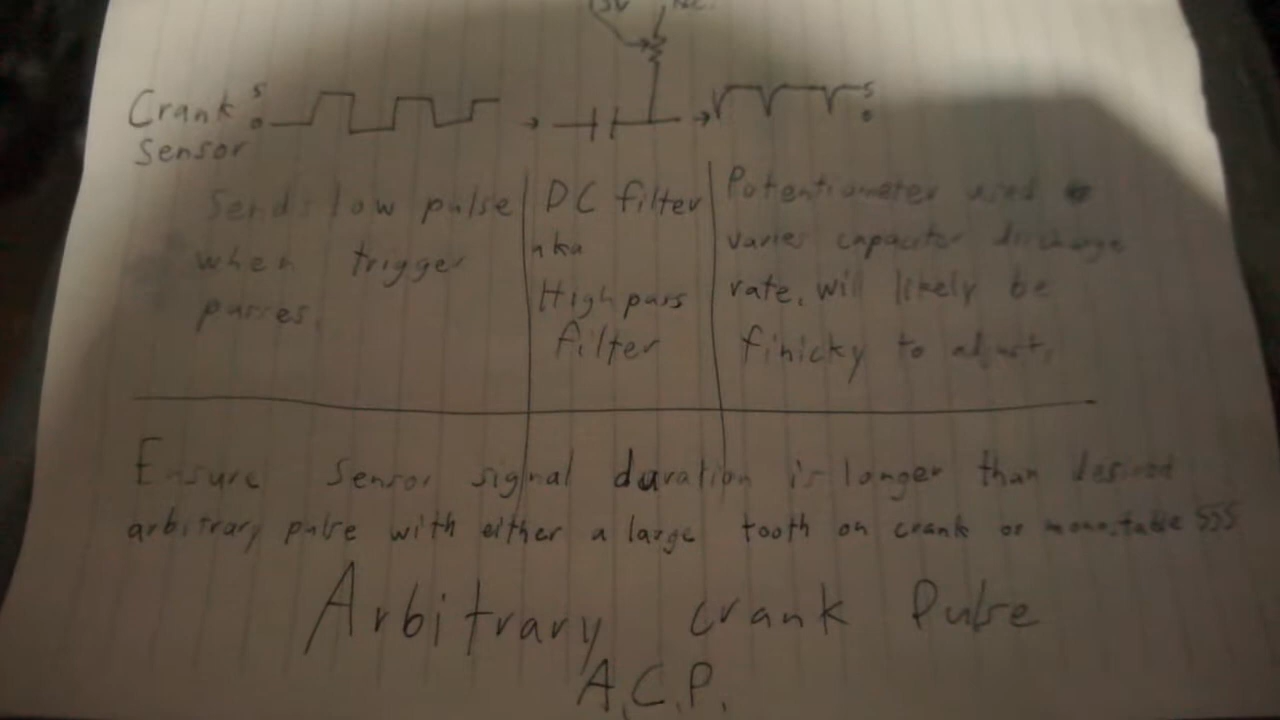 5V N.C.
Crank 5
0
Sensor
5
0
Sends low pulse
when trigger
passes.
DC filter
aka
High pass
filter
Potentiometer used
varies capacitor discharge
rate, will likely be
finicky to adjust.
Ensure sensor signal duration is longer than desired
arbitrary pulse with either a large tooth on crank or monostable 555
Arbitrary crank Pulse
A.C.P.